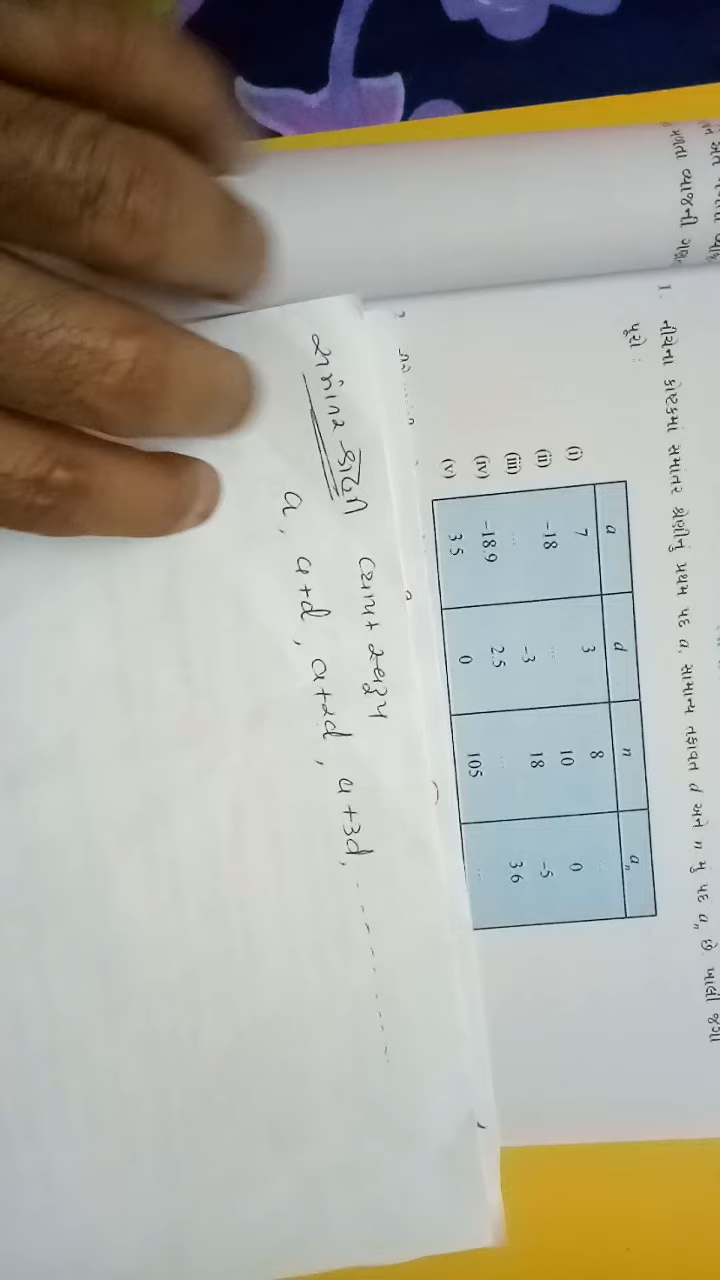 મળતા વ્યાજની
1. નીચેના કોષ્ટકમાં સમાંતર શ્રેણીનું પ્રથમ પદ a, સામાન્ય તફાવત d અને n મું પદ aₙ છે. ખાલી જગ્યા
પૂરો :
a d n aₙ
(i) 7 3 8 ...
(ii) -18 ... 10 0
(iii) ... -3 18 -5
(iv) -18.9 2.5 ... 3.6
(v) 3.5 0 105 ...
વ્યાપક સ્વરૂપ
સમાંતર
a, a+d, a+2d, a+3d, - - - - - - - - -